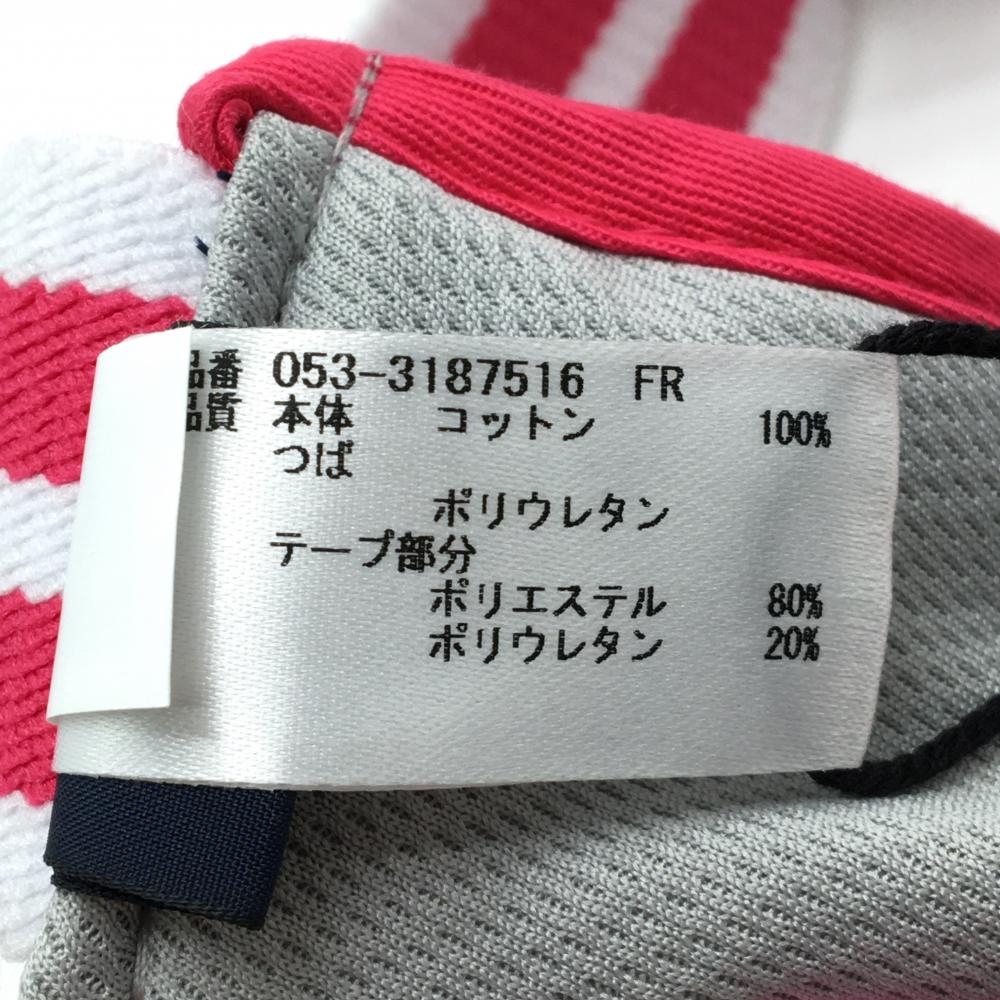 品番 053-3187516 FR
品質 本体 コットン 100%
つば
ポリウレタン
テープ部分
ポリエステル 80%
ポリウレタン 20%